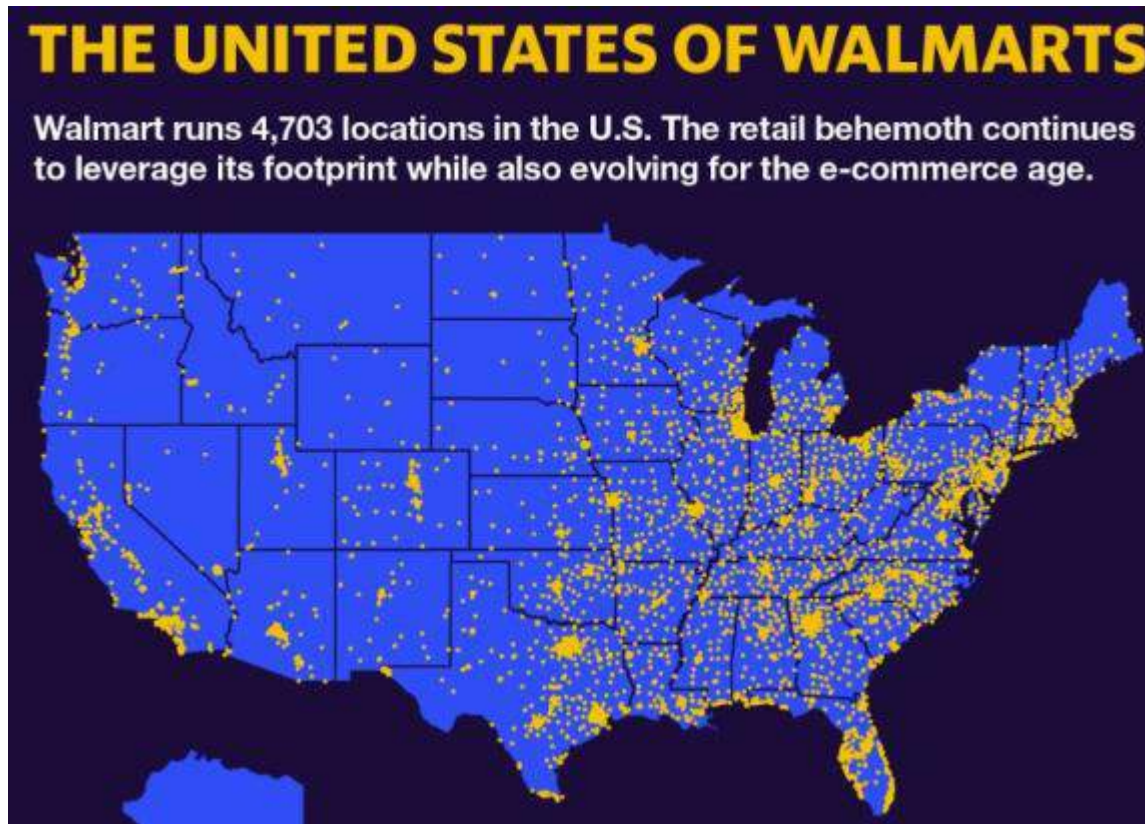 THE UNITED STATES OF WALMARTS
Walmart runs 4,703 locations in the U.S. The retail behemoth continues
to leverage its footprint while also evolving for the e-commerce age.